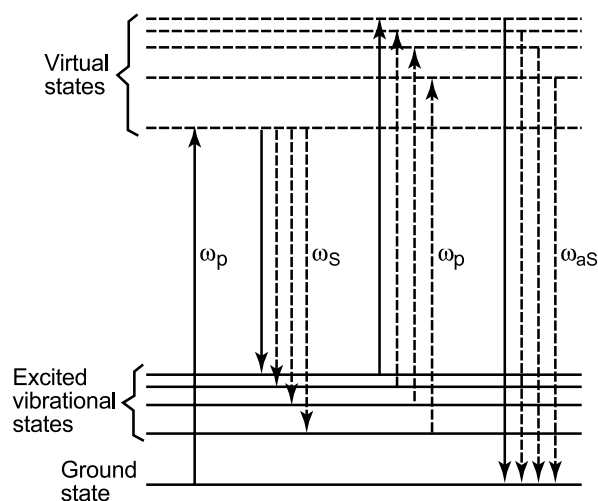 Virtual
states
ωp
ωS
ωp
ωaS
Excited
vibrational
states
Ground
state